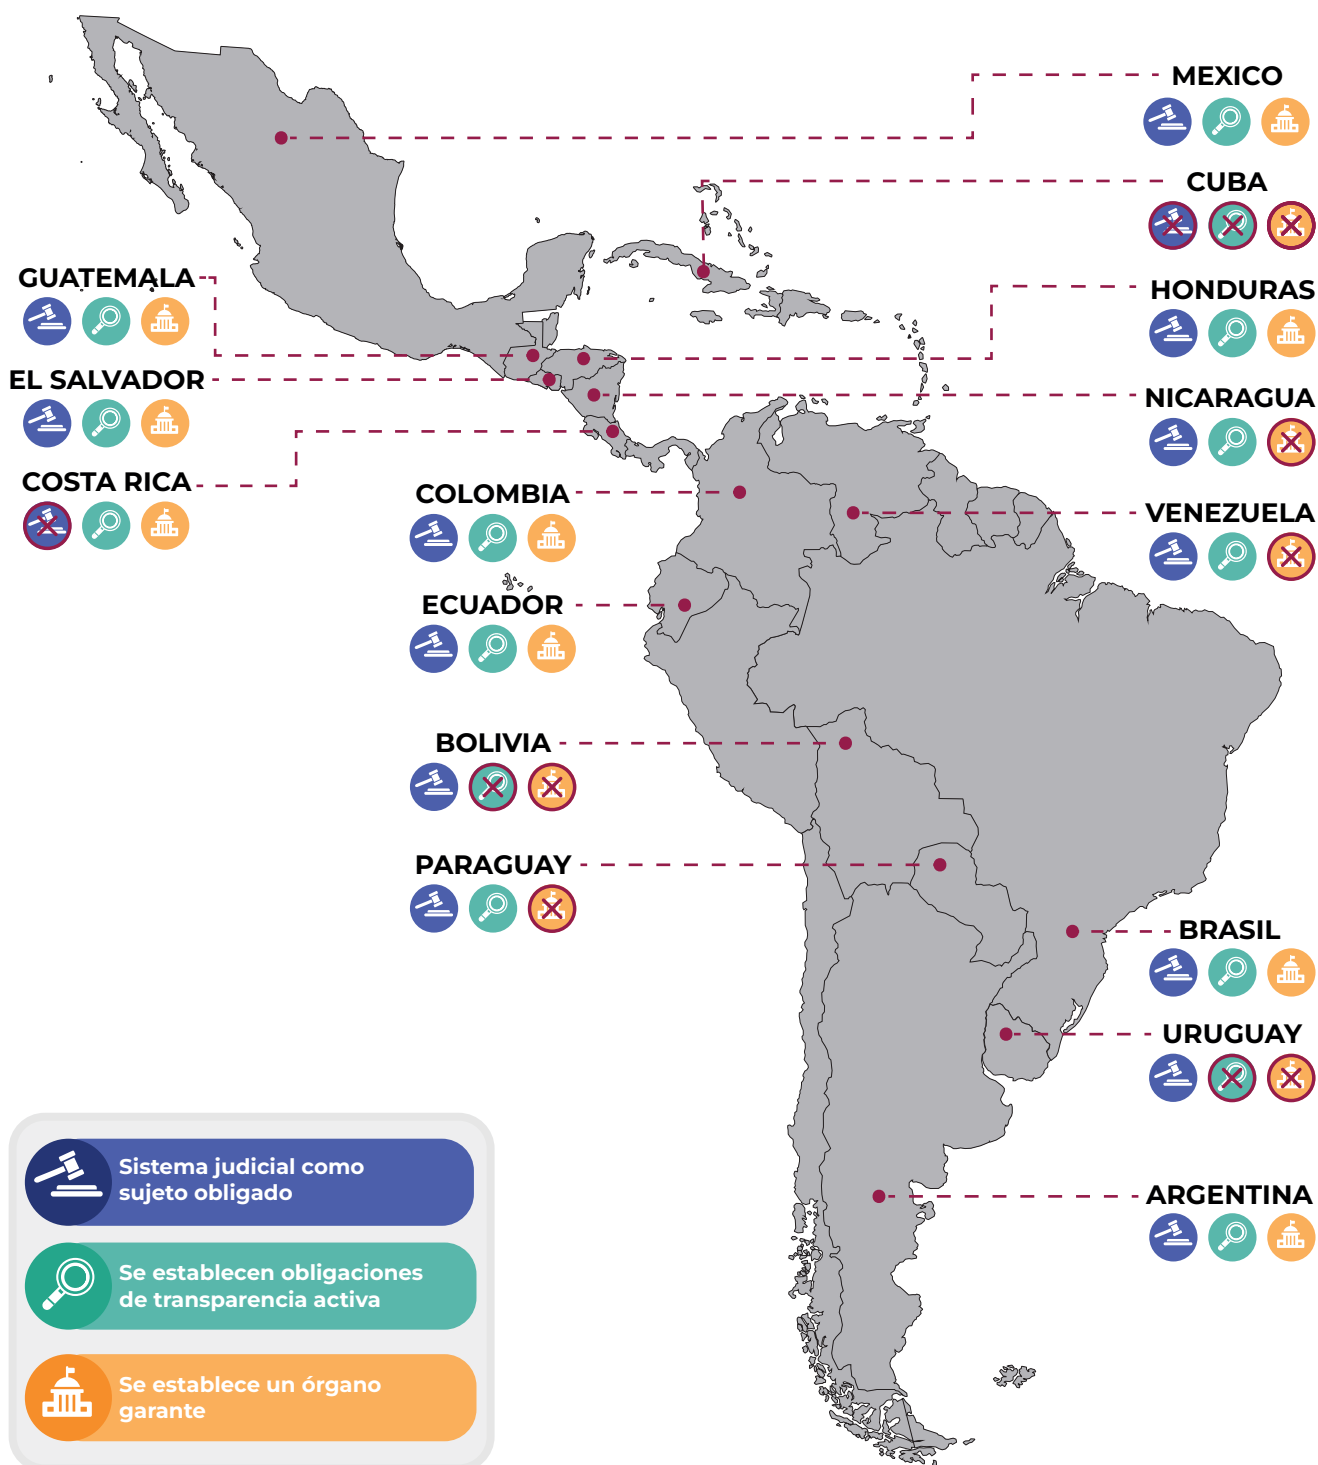 MEXICO
CUBA
GUATEMALA
HONDURAS
EL SALVADOR
NICARAGUA
COSTA RICA
COLOMBIA
VENEZUELA
ECUADOR
BOLIVIA
PARAGUAY
BRASIL
URUGUAY
ARGENTINA
Sistema judicial como
sujeto obligado
Se establecen obligaciones
de transparencia activa
Se establece un órgano
garante